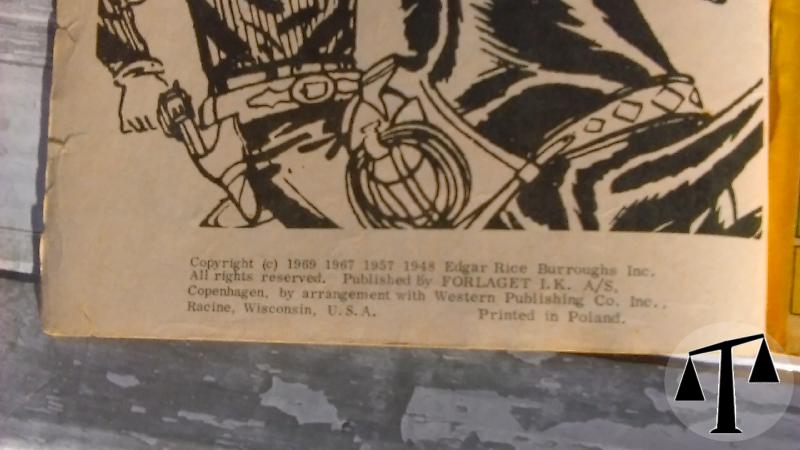 Copyright (c) 1969 1967 1957 1948 Edgar Rice Burroughs Inc.
All rights reserved. Published by FORLAGET I.K. A/S,
Copenhagen, by arrangement with Western Publishing Co. Inc..
Racine, Wisconsin, U.S.A. Printed in Poland.